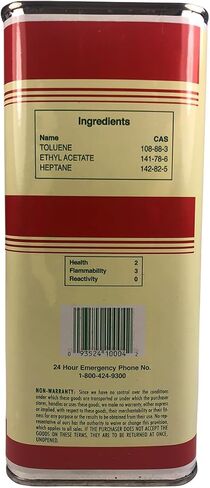 Ingredients
Name CAS
TOLUENE 108-88-3
ETHYL ACETATE 141-78-6
HEPTANE 142-82-5
Health 2
Flammability 3
Reactivity 0
0 93524 10004 2
24 Hour Emergency Phone No.
1-800-424-9300
NON-WARRANTY: Since we have no control over the conditions
under which these goods are transported or under which the purchaser
stores, handles or uses these goods, we make no warranty, either express
or implied, with respect to these goods, their merchantability or their fit-
ness for any purpose or the results to be obtained from their use. No rep-
resentative of ours has the authority to waive or change this provision,
which applies to all sales. IF THE PURCHASER DOES NOT ACCEPT THE
GOODS ON THESE TERMS, THEY ARE TO BE RETURNED AT ONCE,
UNOPENED.